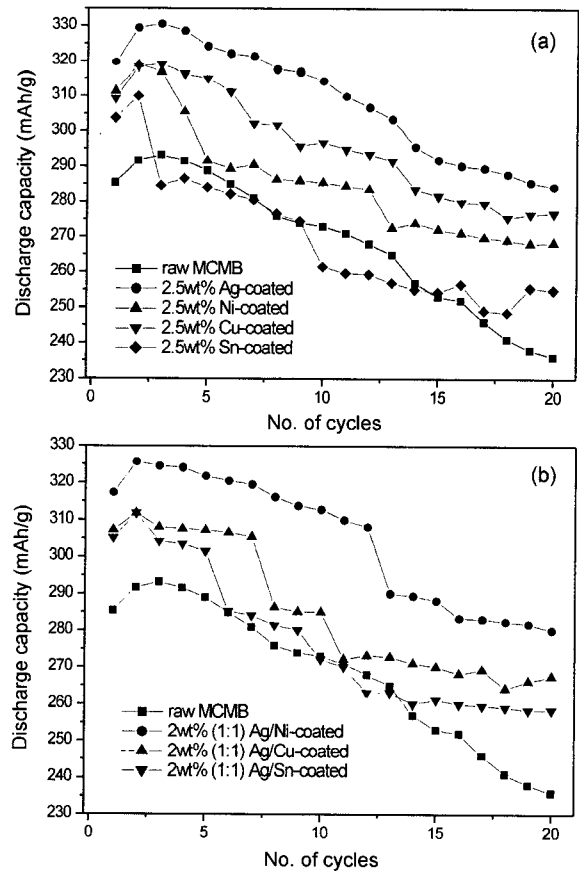 (a)
Discharge capacity (mAh/g)
330
320
310
300
290
280
270
260
250
240
230
raw MCMB
2.5wt% Ag-coated
2.5wt% Ni-coated
2.5wt% Cu-coated
2.5wt% Sn-coated
0 5 10 15 20
No. of cycles
(b)
Discharge capacity (mAh/g)
330
320
310
300
290
280
270
260
250
240
230
raw MCMB
2wt% (1:1) Ag/Ni-coated
2wt% (1:1) Ag/Cu-coated
2wt% (1:1) Ag/Sn-coated
0 5 10 15 20
No. of cycles